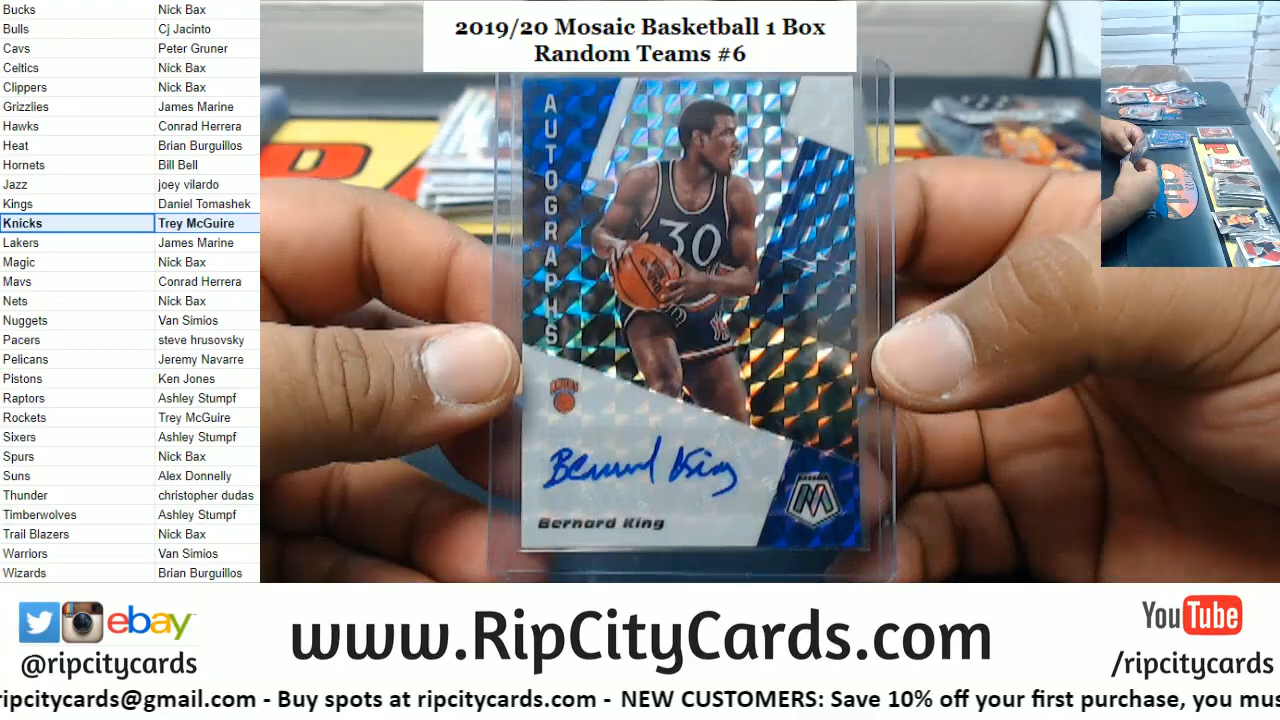 Bucks Nick Bax
Bulls Cj Jacinto
Cavs Peter Gruner
Celtics Nick Bax
Clippers Nick Bax
Grizzlies James Marine
Hawks Conrad Herrera
Heat Brian Burguillos
Hornets Bill Bell
Jazz joey vilardo
Kings Daniel Tomashek
Knicks Trey McGuire
Lakers James Marine
Magic Nick Bax
Mavs Conrad Herrera
Nets Nick Bax
Nuggets Van Simios
Pacers steve hrusovsky
Pelicans Jeremy Navarre
Pistons Ken Jones
Raptors Ashley Stumpf
Rockets Trey McGuire
Sixers Ashley Stumpf
Spurs Nick Bax
Suns Alex Donnelly
Thunder christopher dudas
Timberwolves Ashley Stumpf
Trail Blazers Nick Bax
Warriors Van Simios
Wizards Brian Burguillos
2019/20 Mosaic Basketball 1 Box
Random Teams #6
AUTOGRAPHS
30
KNICKS
Bernard King
Bernard King
ebay
@ripcitycards
www.RipCityCards.com
YouTube
/ripcitycards
ripcitycards@gmail.com - Buy spots at ripcitycards.com - NEW CUSTOMERS: Save 10% off your first purchase, you mus